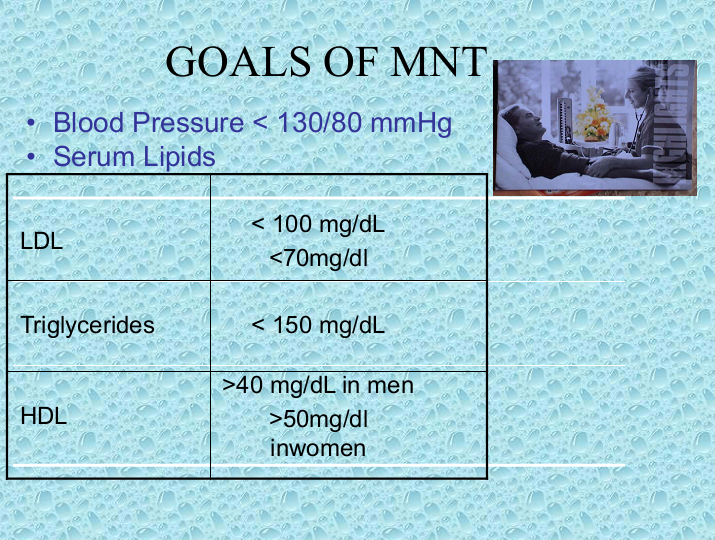 GOALS OF MNT
• Blood Pressure < 130/80 mmHg
• Serum Lipids
LDL
< 100 mg/dL
<70mg/dl
Triglycerides
< 150 mg/dL
HDL
>40 mg/dL in men
>50mg/dl
inwomen